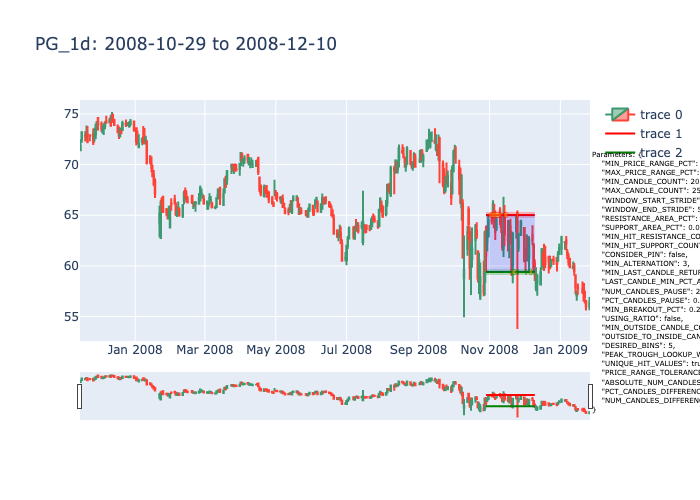 PG_1d: 2008-10-29 to 2008-12-10
75
70
65
60
55
Jan 2008
Mar 2008
May 2008
Jul 2008
Sep 2008
Nov 2008
Jan 2009
trace 0
trace 1
trace 2
Parameters: {
"MIN_PRICE_RANGE_PCT":
"MAX_PRICE_RANGE_PCT":
"MIN_CANDLE_COUNT": 20
"MAX_CANDLE_COUNT": 25
"WINDOW_START_STRIDE"
"WINDOW_END_STRIDE": 5
"RESISTANCE_AREA_PCT":
"SUPPORT_AREA_PCT": 0.0
"MIN_HIT_RESISTANCE_CO
"MIN_HIT_SUPPORT_COUNT
"CONSIDER_PIN": false,
"MIN_ALTERNATION": 3,
"MIN_LAST_CANDLE_RETUR
"LAST_CANDLE_MIN_PCT_A
"NUM_CANDLES_PAUSE": 2
"PCT_CANDLES_PAUSE": 0.
"MIN_BREAKOUT_PCT": 0.2
"USING_RATIO": false,
"MIN_OUTSIDE_CANDLE_CO
"OUTSIDE_TO_INSIDE_CAN
"DESIRED_BINS": 5,
"PEAK_TROUGH_LOOKUP_W
"UNIQUE_HIT_VALUES": tru
"PRICE_RANGE_TOLERANC
"ABSOLUTE_NUM_CANDLES
"PCT_CANDLES_DIFFERENC
"NUM_CANDLES_DIFFEREN
}